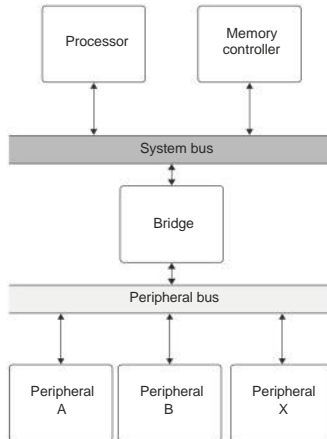 Processor
Memory
controller
System bus
Bridge
Peripheral bus
Peripheral
A
Peripheral
B
Peripheral
X